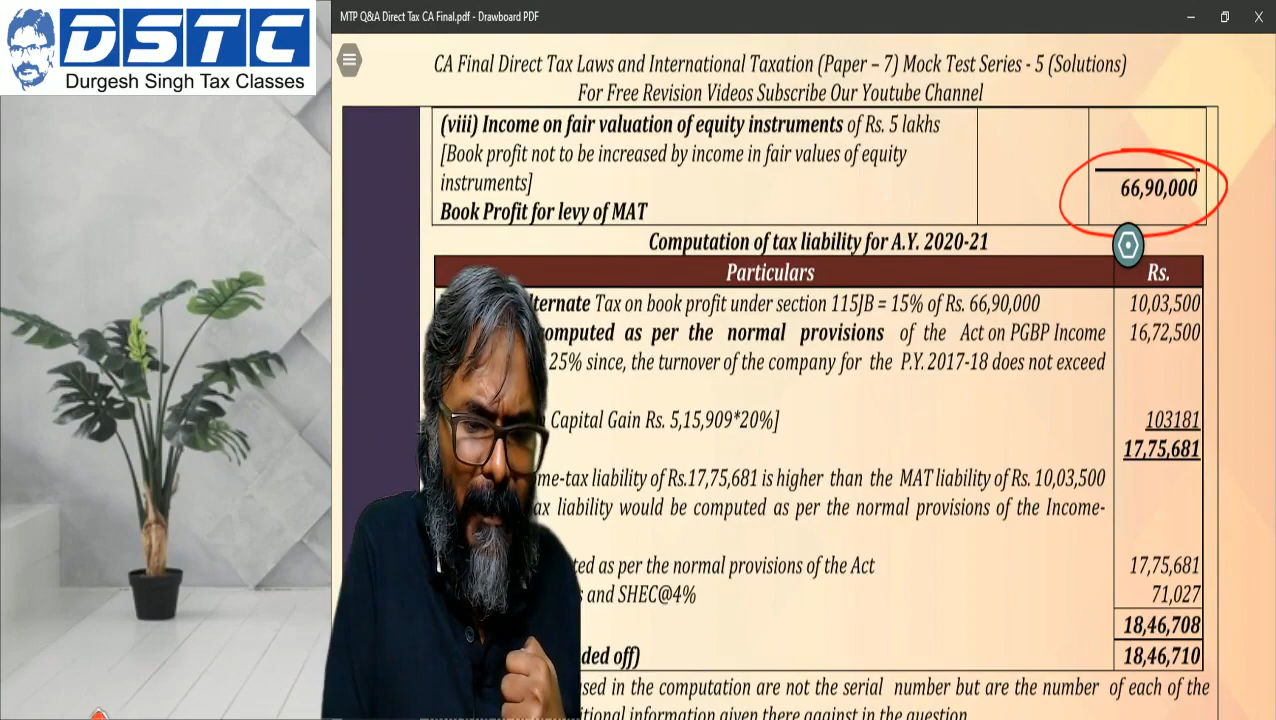 DSTC
Durgesh Singh Tax Classes
MTP Q&A Direct Tax CA Final.pdf - Drawboard PDF
CA Final Direct Tax Laws and International Taxation (Paper – 7) Mock Test Series - 5 (Solutions)
For Free Revision Videos Subscribe Our Youtube Channel
(viii) Income on fair valuation of equity instruments of Rs. 5 lakhs
[Book profit not to be increased by income in fair values of equity
instruments]
66,90,000
Book Profit for levy of MAT
Computation of tax liability for A.Y. 2020-21
Particulars Rs.
Tax on book profit under section 115JB = 15% of Rs. 66,90,000 10,03,500
as per the normal provisions of the Act on PGBP Income 16,72,500
25% since, the turnover of the company for the P.Y. 2017-18 does not exceed
Capital Gain Rs. 5,15,909*20%] 103181
17,75,681
liability of Rs.17,75,681 is higher than the MAT liability of Rs. 10,03,500
liability would be computed as per the normal provisions of the Income-
as per the normal provisions of the Act 17,75,681
and SHEC@4% 71,027
18,46,708
off) 18,46,710
in the computation are not the serial number but are the number of each of the
information given there against in the question